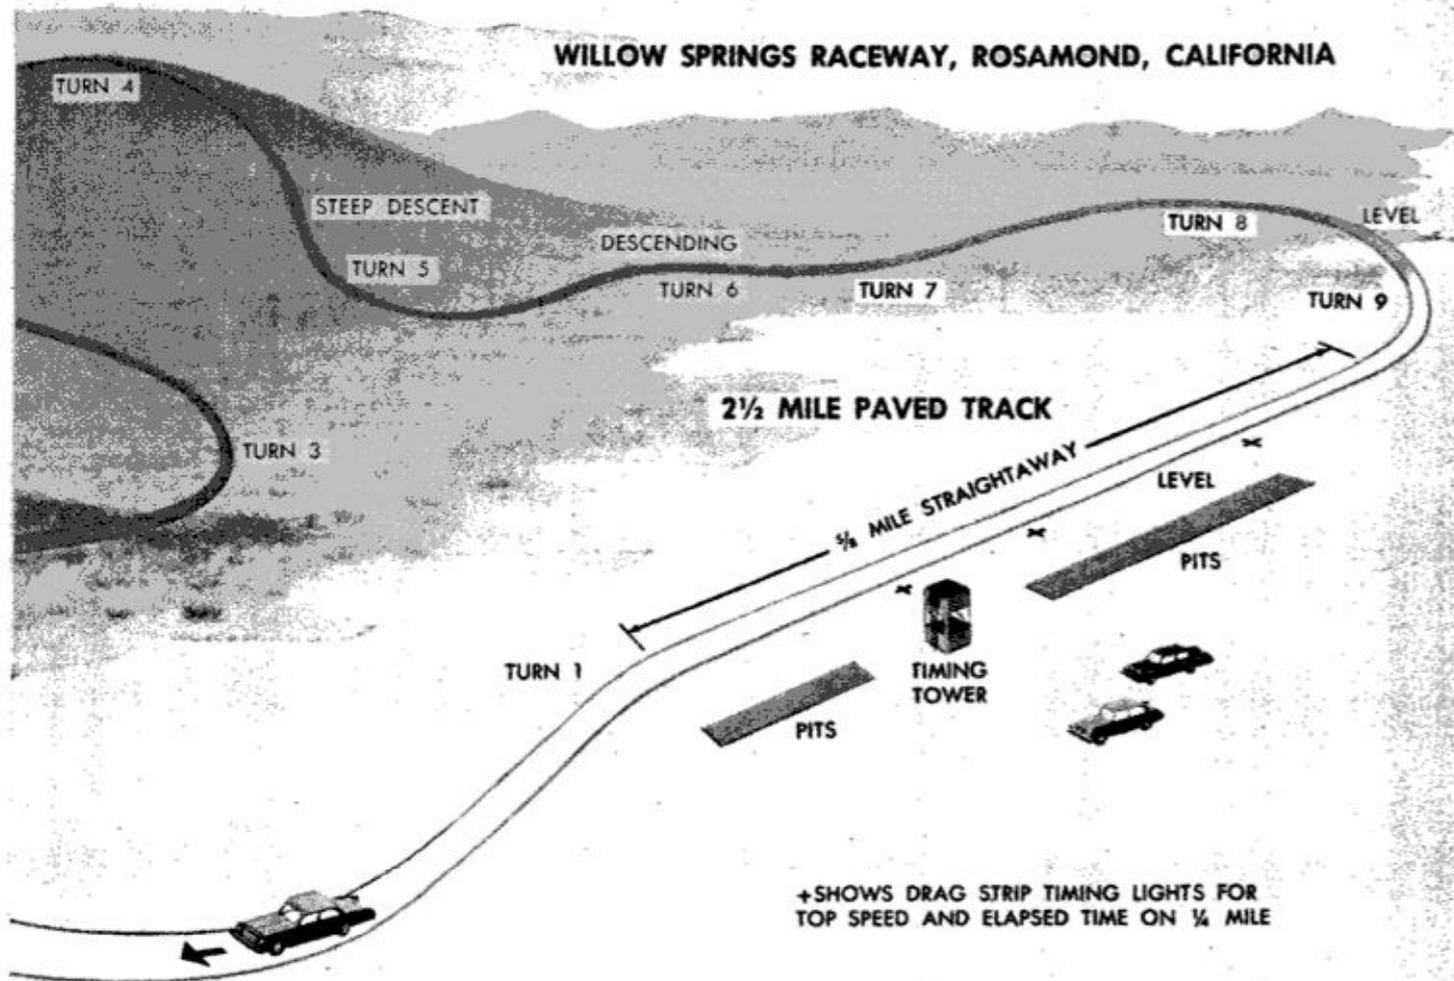 WILLOW SPRINGS RACEWAY, ROSAMOND, CALIFORNIA
TURN 4
STEEP DESCENT
TURN 5
DESCENDING
TURN 6
TURN 7
TURN 8
LEVEL
TURN 9
TURN 3
2½ MILE PAVED TRACK
⅝ MILE STRAIGHTAWAY
LEVEL
PITS
TURN 1
TIMING
TOWER
PITS
+SHOWS DRAG STRIP TIMING LIGHTS FOR
TOP SPEED AND ELAPSED TIME ON ¼ MILE